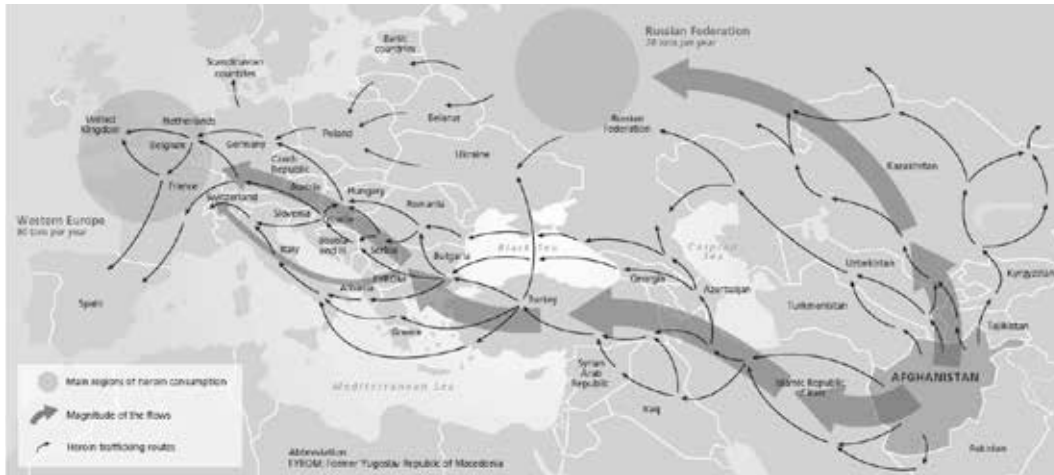 Russian Federation
Baltic
countries
Scandinavian
countries
United
Kingdom
Netherlands
Belgium
Germany
Poland
Belarus
Russian
Federation
Czech
Republic
Ukraine
Kazakhstan
France
Austria
Hungary
Switzerland
Slovenia
Romania
Western Europe
80 tons per year
Italy
Serbia
Bulgaria
Black Sea
Caspian
Sea
Georgia
Uzbekistan
Kyrgyzstan
Albania
Azerbaijan
Spain
Turkey
Turkmenistan
Tajikistan
Greece
Syrian
Arab
Republic
AFGHANISTAN
Islamic Republic
of Iran
Mediterranean Sea
Iraq
Pakistan
Main regions of heroin consumption
Magnitude of the flows
Heroin trafficking routes
Abbreviation
FYROM: Former Yugoslav Republic of Macedonia